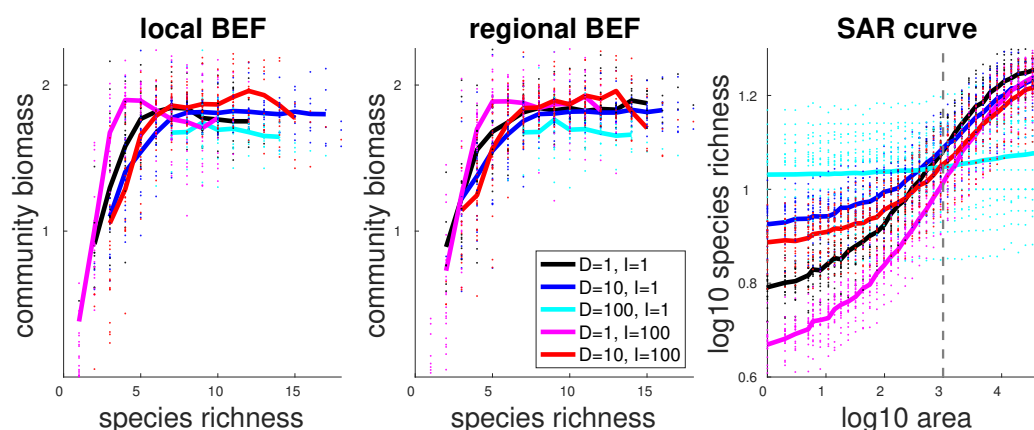 local BEF
community biomass
2
1
0
5
10
15
species richness
regional BEF
community biomass
2
1
0
5
10
15
species richness
D=1, I=1
D=10, I=1
D=100, I=1
D=1, I=100
D=10, I=100
SAR curve
log10 species richness
1.2
1
0.8
0.6
0
1
2
3
4
log10 area